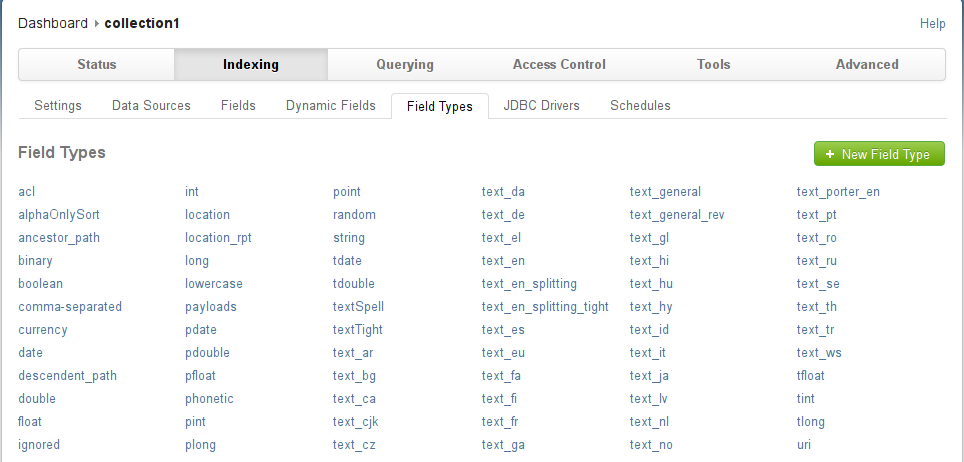 Dashboard ▸ collection1 Help
Status Indexing Querying Access Control Tools Advanced
Settings Data Sources Fields Dynamic Fields Field Types JDBC Drivers Schedules
Field Types + New Field Type
acl int point text_da text_general text_porter_en
alphaOnlySort location random text_de text_general_rev text_pt
ancestor_path location_rpt string text_el text_gl text_ro
binary long tdate text_en text_hi text_ru
boolean lowercase tdouble text_en_splitting text_hu text_se
comma-separated payloads textSpell text_en_splitting_tight text_hy text_th
currency pdate textTight text_es text_id text_tr
date pdouble text_ar text_eu text_it text_ws
descendent_path pfloat text_bg text_fa text_ja tfloat
double phonetic text_ca text_fi text_lv tint
float pint text_cjk text_fr text_nl tlong
ignored plong text_cz text_ga text_no uri